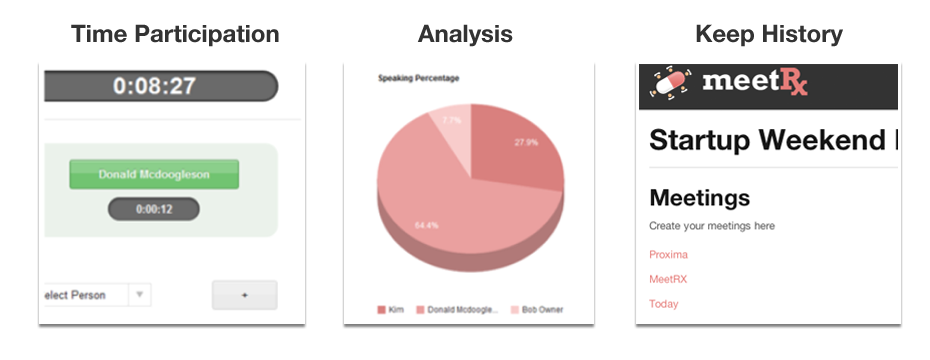 Time Participation
0:08:27
Donald Mcdoogleson
0:00:12
elect Person
+
Analysis
Speaking Percentage
7.7%
27.9%
64.4%
Kim
Donald Mcdoogle...
Bob Owner
Keep History
meetRx
Startup Weekend
Meetings
Create your meetings here
Proxima
MeetRX
Today